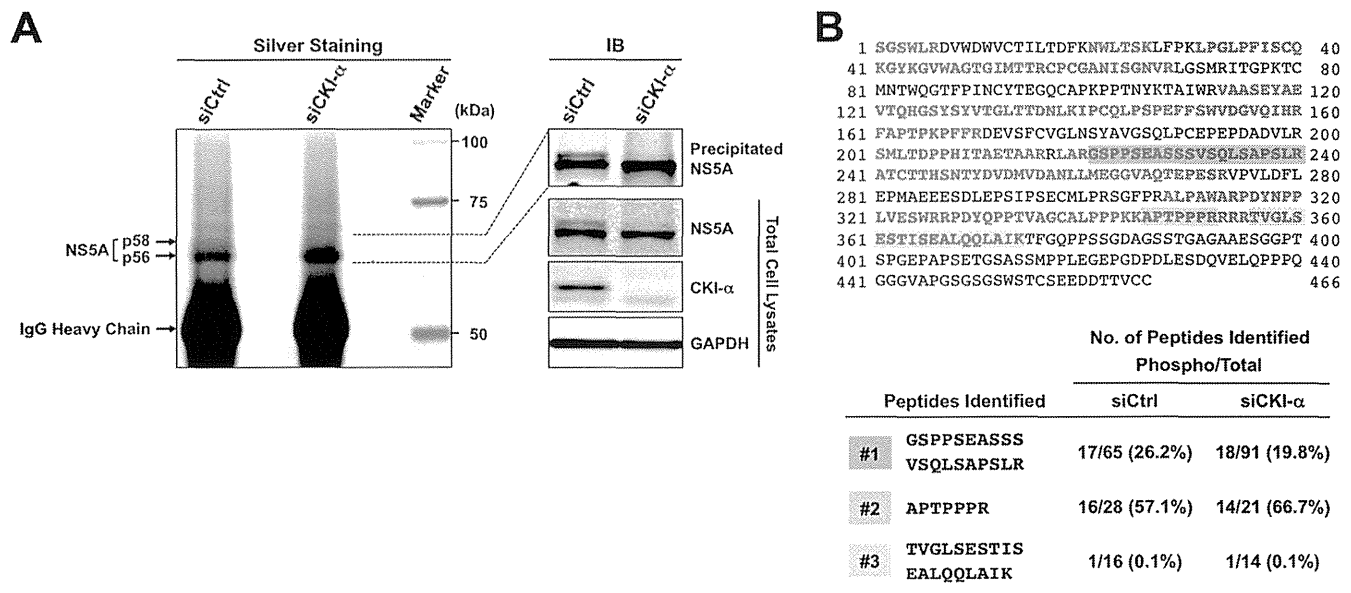 A
Silver Staining
IB
siCtrl
siCKI-α
Marker
(kDa)
siCtrl
siCKI-α
100
75
50
NS5A
p58
p56
IgG Heavy Chain
Precipitated
NS5A
NS5A
CKI-α
GAPDH
Total Cell Lysates
B
1 SGSWLRDVWDWVCTILTDFKNWLTSKLFPKLPGLPFISCQ 40
41 KGYKGVWAGTGIMTTRCPCGANISGNVRLGSMRITGPKTC 80
81 MNTWQGTFPINCYTEGQCAPKPPTNYKTAIWRVAASEYAE 120
121 VTQHGSYSYVTGLTTDNLKIPCQLPSPEFFSWVDGVQIHR 160
161 FAPTPKPFFRDEVSFCVGLNSYAVGSQLPCEPEPDADVLR 200
201 SMLTDPPHITAETAARRLARGSPPSEASSSVSQLSAPSLR 240
241 ATCTTHSNTYDVDMVDANLLMEGGVAQTEPESRVPVLDFL 280
281 EPMAEEESDLEPSIPSECMLPRSGFPRALPAWARPDYNPP 320
321 LVESWRRPDYQPPTVAGCALPPPKKAPTPPPRRRRTVGLS 360
361 ESTISEALQQLAIKTFGQPPSSGDAGSSTGAGAAESGGPT 400
401 SPGEPAPSETGSASSMPPLEGEPGDPDLESDQVELQPPPQ 440
441 GGGVAPGSGSGSWSTCSEEDDTTVCC 466
No. of Peptides Identified
Phospho/Total
Peptides Identified siCtrl siCKI-α
#1 GSPPSEASSS
VSQLSAPSLR 17/65 (26.2%) 18/91 (19.8%)
#2 APTPPPR 16/28 (57.1%) 14/21 (66.7%)
#3 TVGLSESTIS
EALQQLAIK 1/16 (0.1%) 1/14 (0.1%)